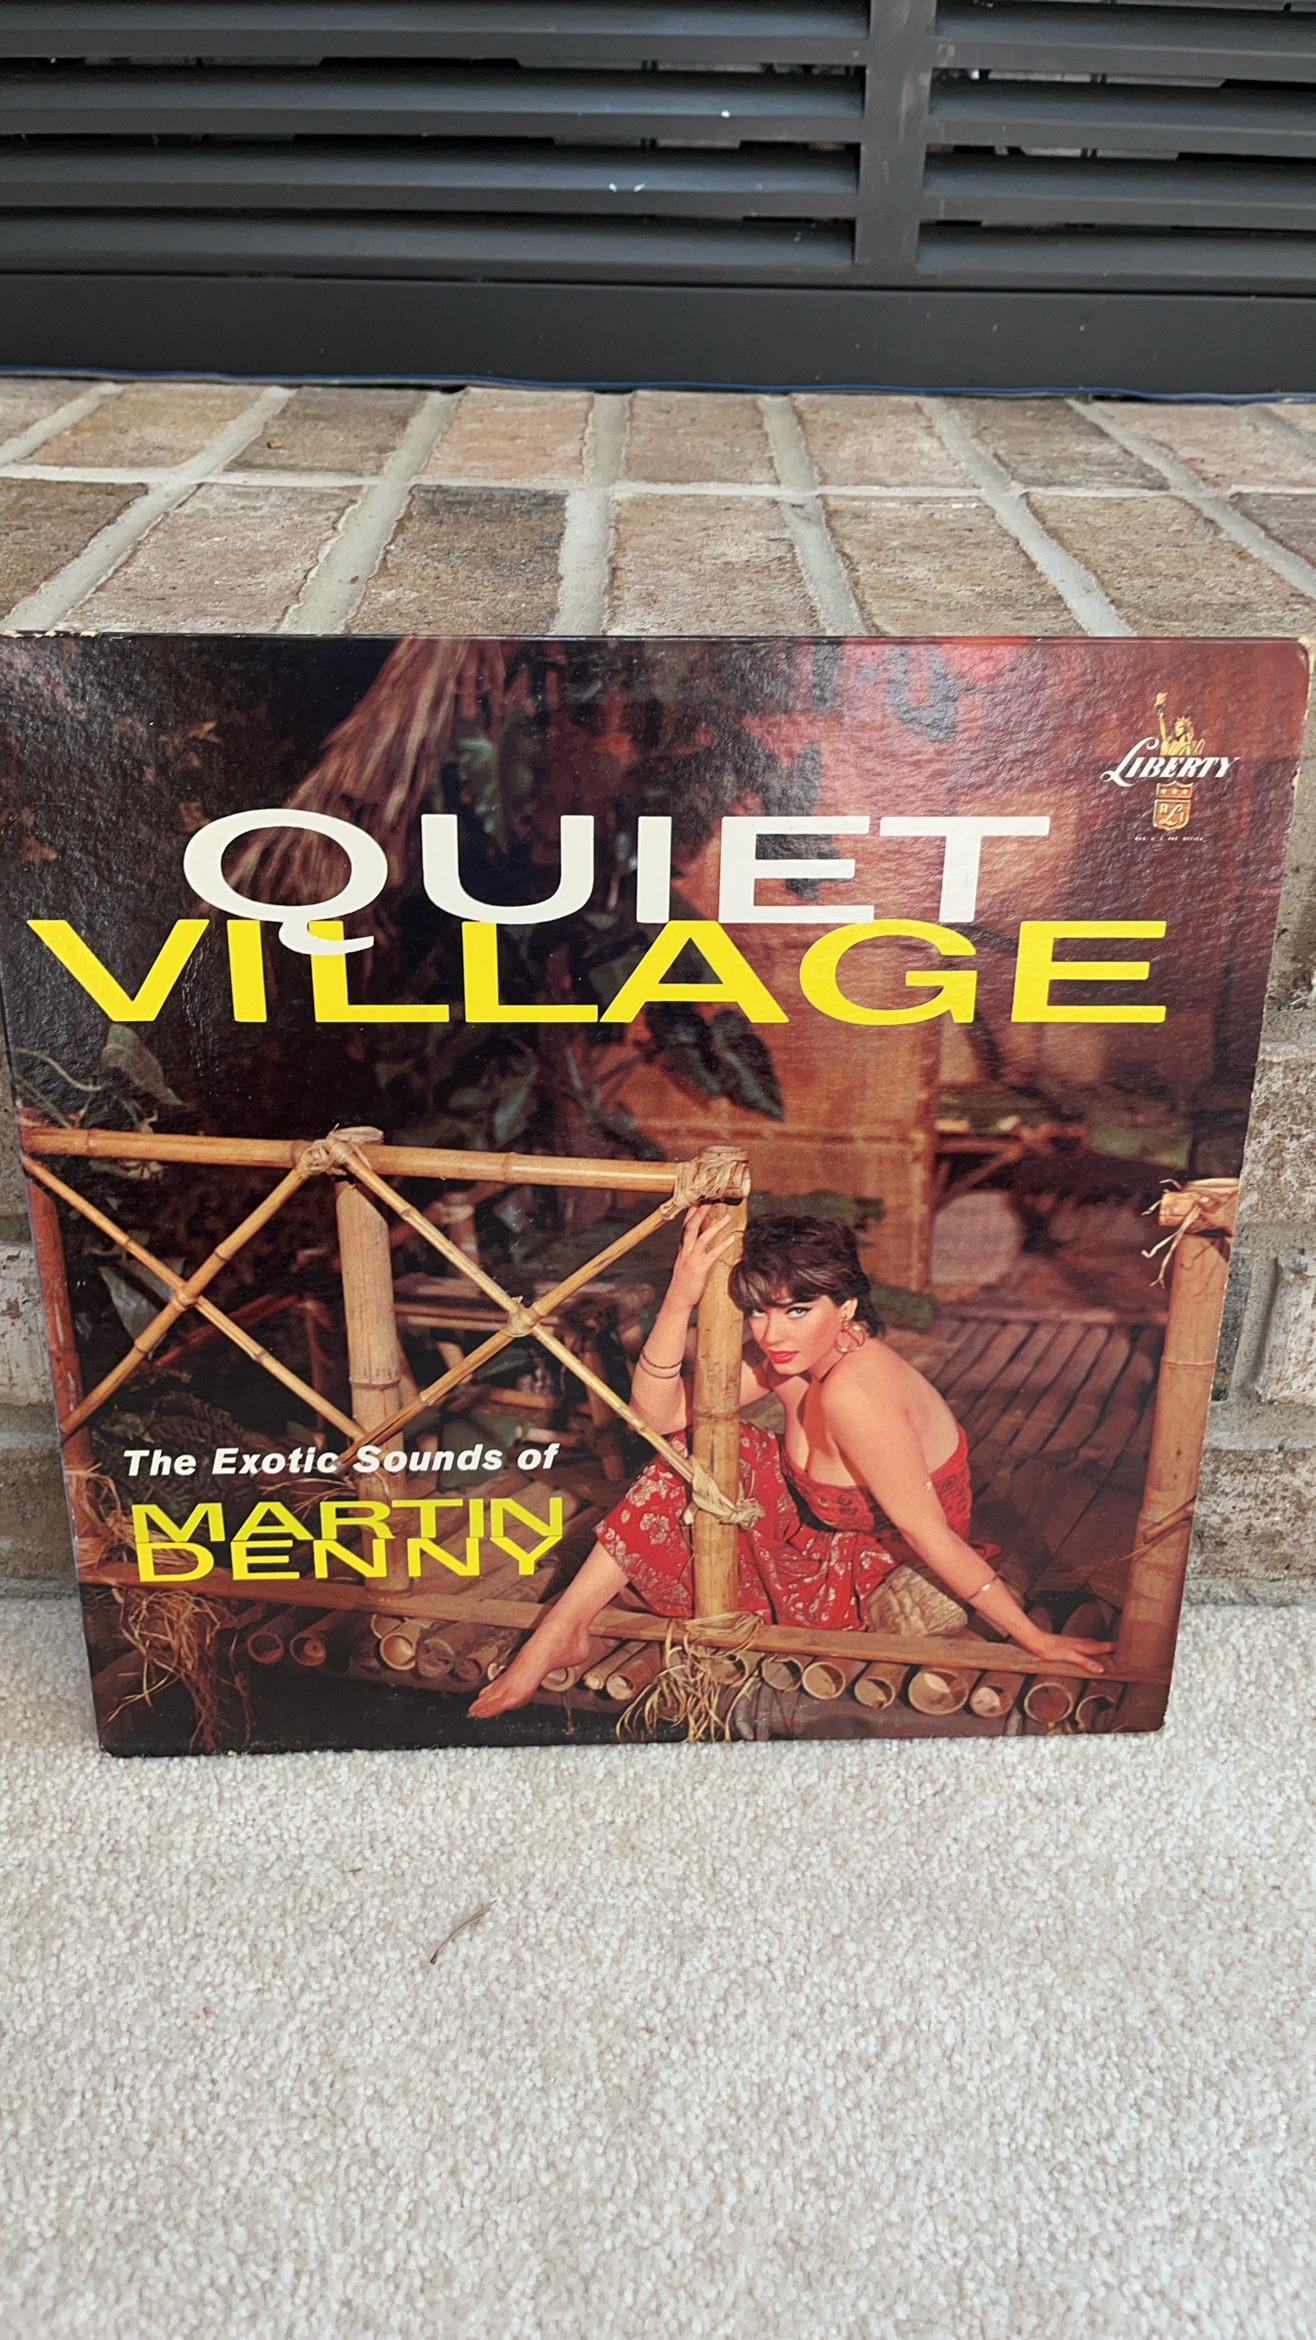 LIBERTY
QUIET
VILLAGE
The Exotic Sounds of
MARTIN
DENNY